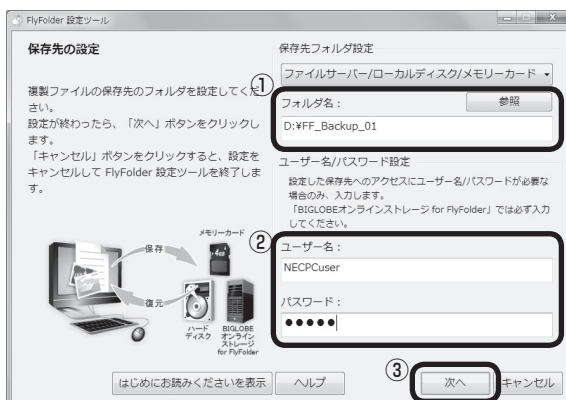 FlyFolder 設定ツール
保存先の設定
複製ファイルの保存先のフォルダを設定してくだ
さい。
設定が終わったら、「次へ」ボタンをクリックし
ます。
「キャンセル」ボタンをクリックすると、設定を
キャンセルして FlyFolder 設定ツールを終了しま
す。
保存
復元
メモリーカード
4GB
ハード
ディスク
BIGLOBE
オンライン
ストレージ
for FlyFolder
保存先フォルダ設定
ファイルサーバー/ローカルディスク/メモリーカード
①
フォルダ名:
参照
D:¥FF_Backup_01
ユーザー名/パスワード設定
設定した保存先へのアクセスにユーザー名/パスワードが必要な
場合のみ、入力します。
「BIGLOBEオンラインストレージ for FlyFolder」では必ず入力
してください。
②
ユーザー名:
NECPCuser
パスワード:
●●●●●
はじめにお読みくださいを表示
ヘルプ
③
次へ
キャンセル